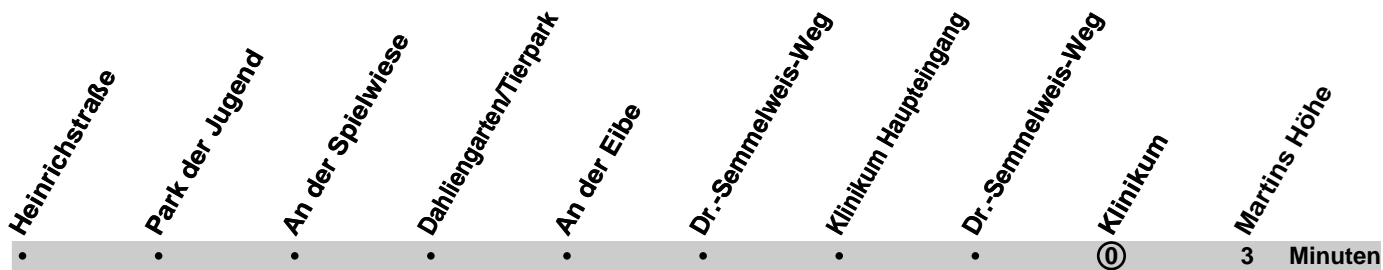 Heinrichstraße
Park der Jugend
An der Spielwiese
Dahliengarten/Tierpark
An der Eibe
Dr.-Semmelweis-Weg
Klinikum Haupteingang
Dr.-Semmelweis-Weg
Klinikum
Martins Höhe
• • • • • • • • 0 3 Minuten